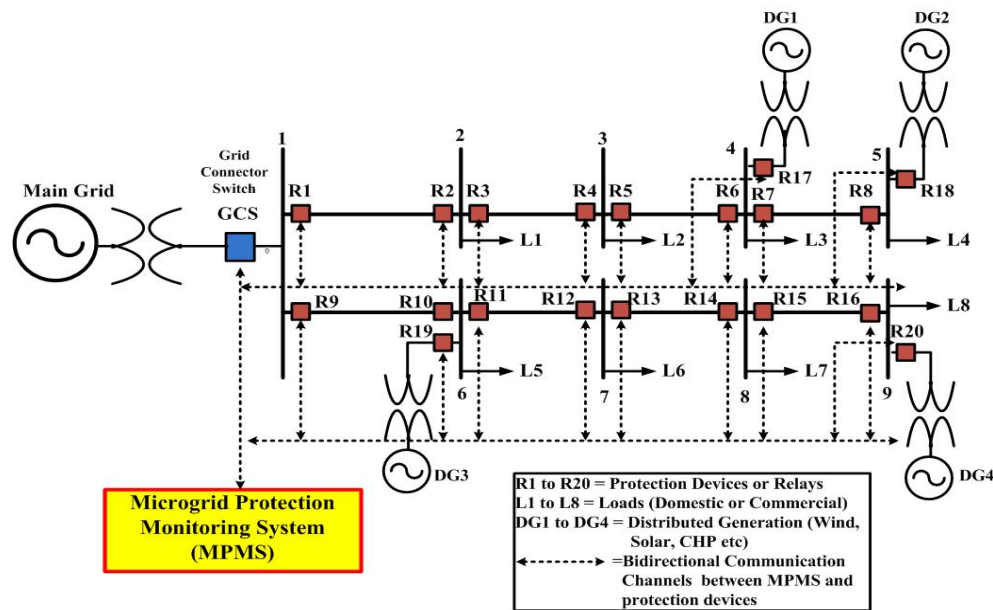 DG1
DG2
1
2
3
4
5
Grid
Connector
Switch
GCS
Main Grid
R1
R2
R3
R4
R5
R6
R7
R8
R17
R18
L1
L2
L3
L4
R9
R10
R11
R12
R13
R14
R15
R16
L8
R19
R20
L5
L6
L7
6
7
8
9
DG3
DG4
Microgrid Protection
Monitoring System
(MPMS)
R1 to R20 = Protection Devices or Relays
L1 to L8 = Loads (Domestic or Commercial)
DG1 to DG4 = Distributed Generation (Wind,
Solar, CHP etc)
=Bidirectional Communication
Channels between MPMS and
protection devices